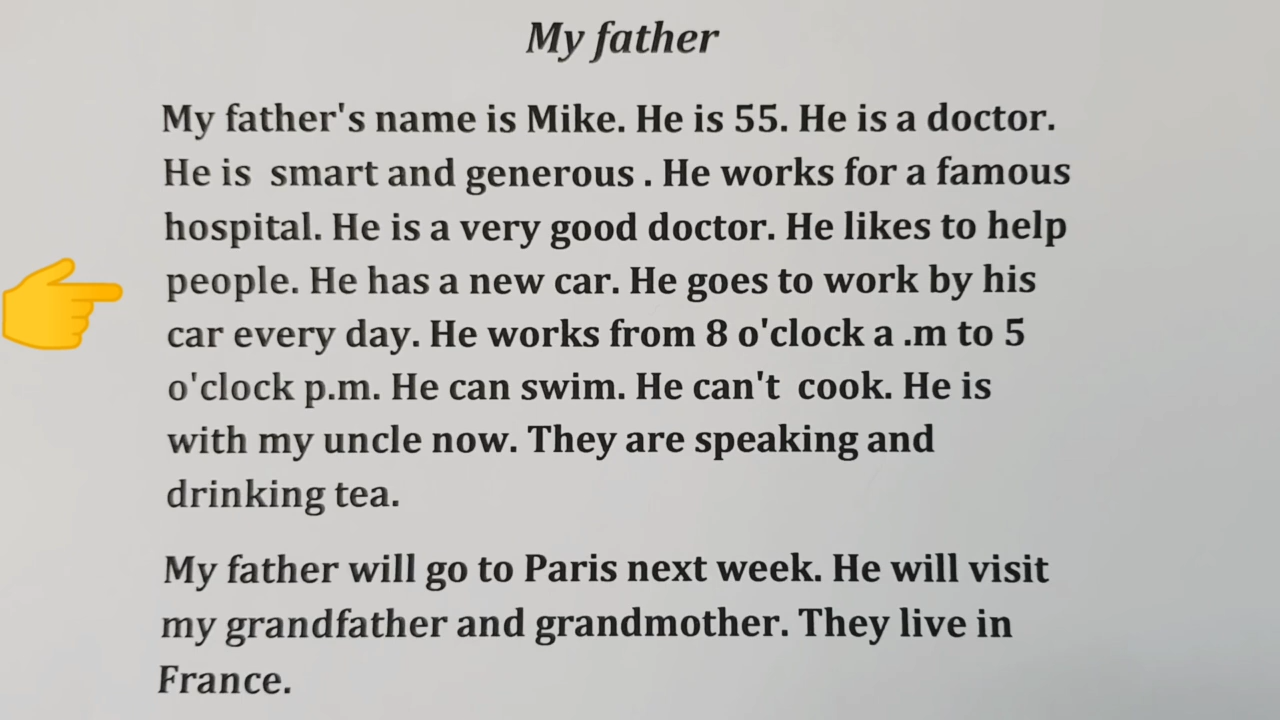 My father
My father's name is Mike. He is 55. He is a doctor.
He is  smart and generous . He works for a famous
hospital. He is a very good doctor. He likes to help
people. He has a new car. He goes to work by his
car every day. He works from 8 o'clock a .m to 5
o'clock p.m. He can swim. He can't  cook. He is
with my uncle now. They are speaking and
drinking tea.
My father will go to Paris next week. He will visit
my grandfather and grandmother. They live in
France.